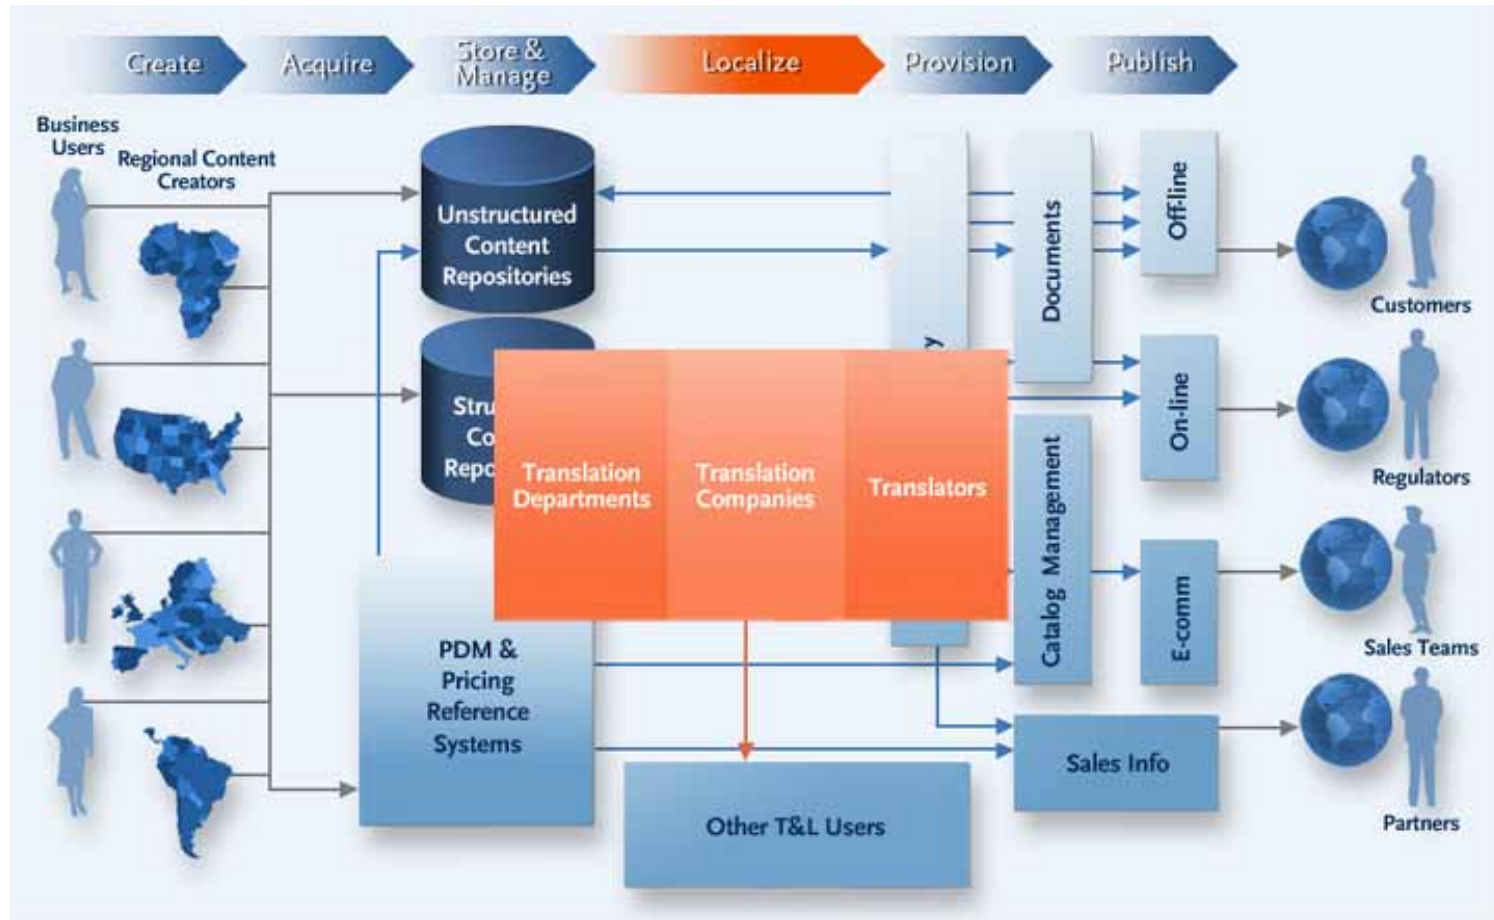 Create
Acquire
Store &
Manage
Localize
Provision
Publish
Business
Users
Regional Content
Creators
Unstructured
Content
Repositories
Documents
Off-line
Customers
On-line
Regulators
Translation
Departments
Translation
Companies
Translators
Catalog Management
E-comm
Sales Teams
PDM &
Pricing
Reference
Systems
Sales Info
Other T&L Users
Partners